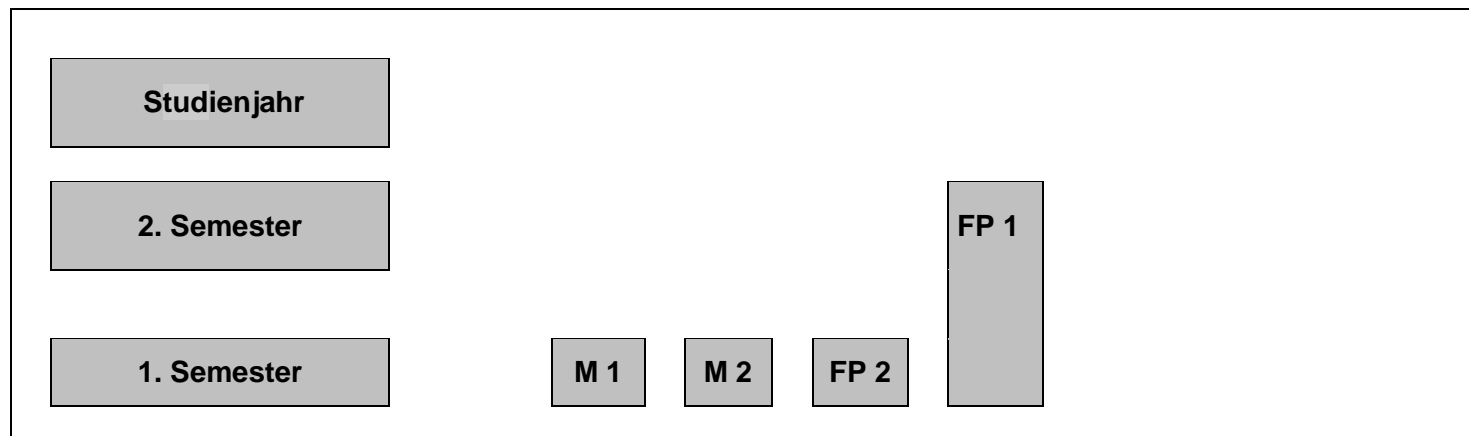 Studienjahr
2. Semester
FP 1
1. Semester
M 1
M 2
FP 2